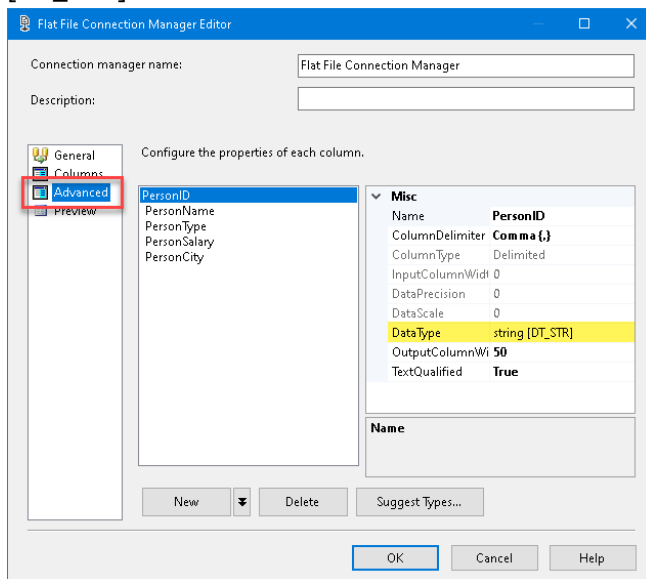 Flat File Connection Manager Editor
Connection manager name:
Flat File Connection Manager
Description:
General
Columns
Advanced
Preview
Configure the properties of each column.
PersonID
PersonName
PersonType
PersonSalary
PersonCity
Misc
Name PersonID
ColumnDelimiter Comma {,}
ColumnType Delimited
InputColumnWidt 0
DataPrecision 0
DataScale 0
DataType string [DT_STR]
OutputColumnWi 50
TextQualified True
Name
New
Delete
Suggest Types...
OK
Cancel
Help